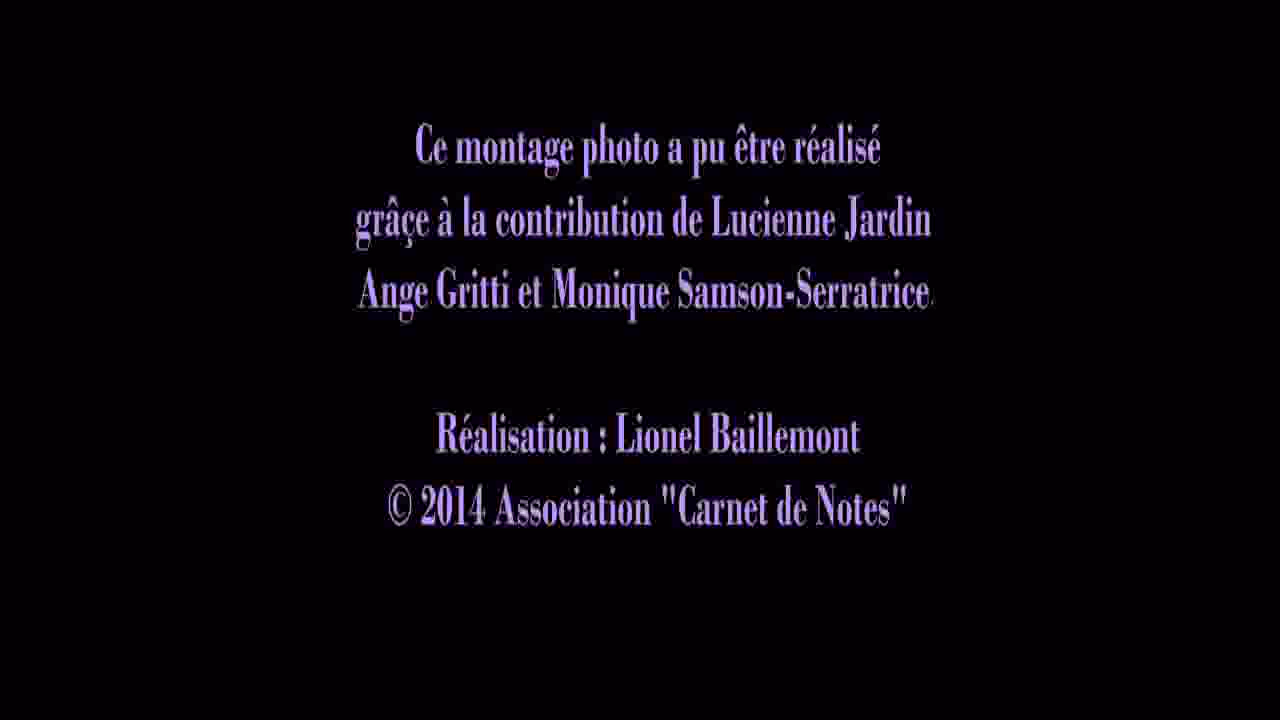 Ce montage photo a pu être réalisé
grâçe à la contribution de Lucienne Jardin
Ange Gritti et Monique Samson-Serratrice.
Réalisation : Lionel Baillemont
© 2014 Association "Carnet de Notes"